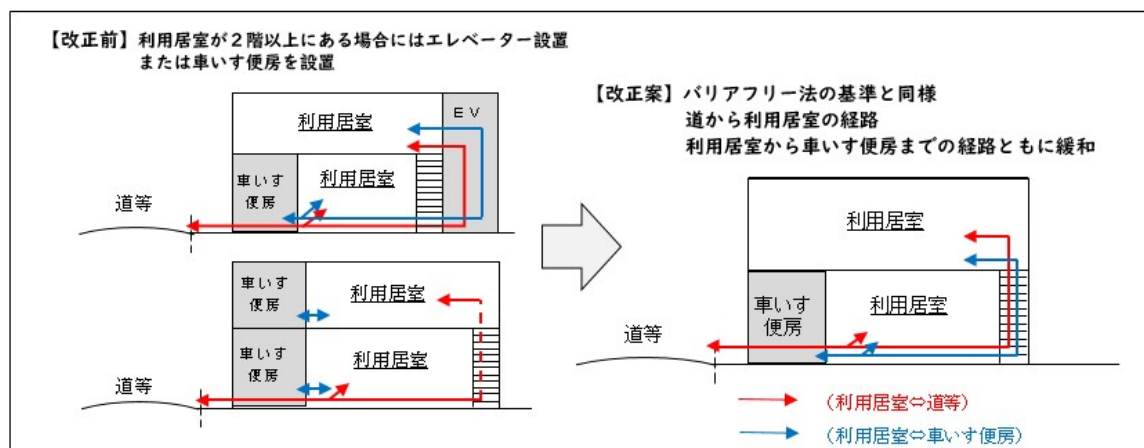 【改正前】利用居室が2階以上にある場合にはエレベーター設置
または車いす便房を設置
EV
利用居室
車いす
便房
利用居室
道等
車いす
便房
利用居室
車いす
便房
利用居室
道等
【改正案】バリアフリー法の基準と同様
道から利用居室の経路
利用居室から車いす便房までの経路ともに緩和
利用居室
車いす
便房
利用居室
道等
（利用居室⇔道等）
（利用居室⇔車いす便房）